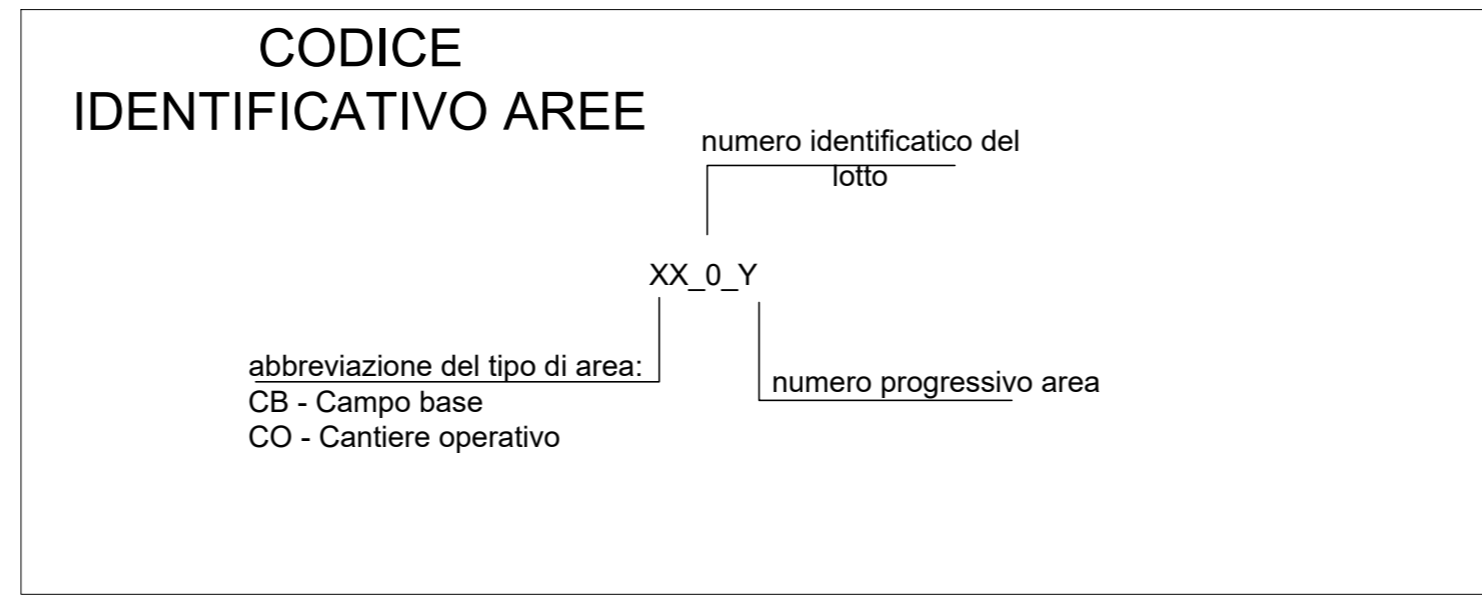 CODICE
IDENTIFICATIVO AREE
numero identificatico del
lotto
XX_0_Y
abbreviazione del tipo di area:
CB - Campo base
CO - Cantiere operativo
numero progressivo area